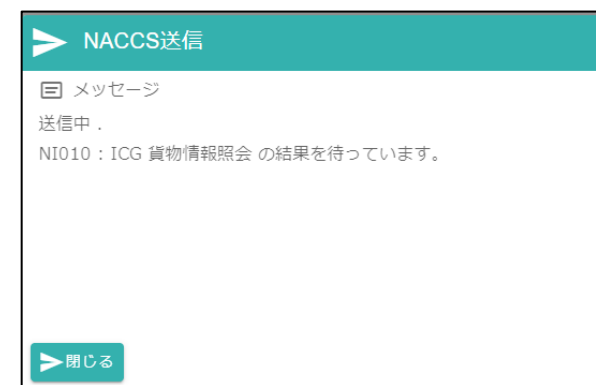 NACCS送信
メッセージ
送信中 .
NI010 : ICG 貨物情報照会 の結果を待っています。
閉じる